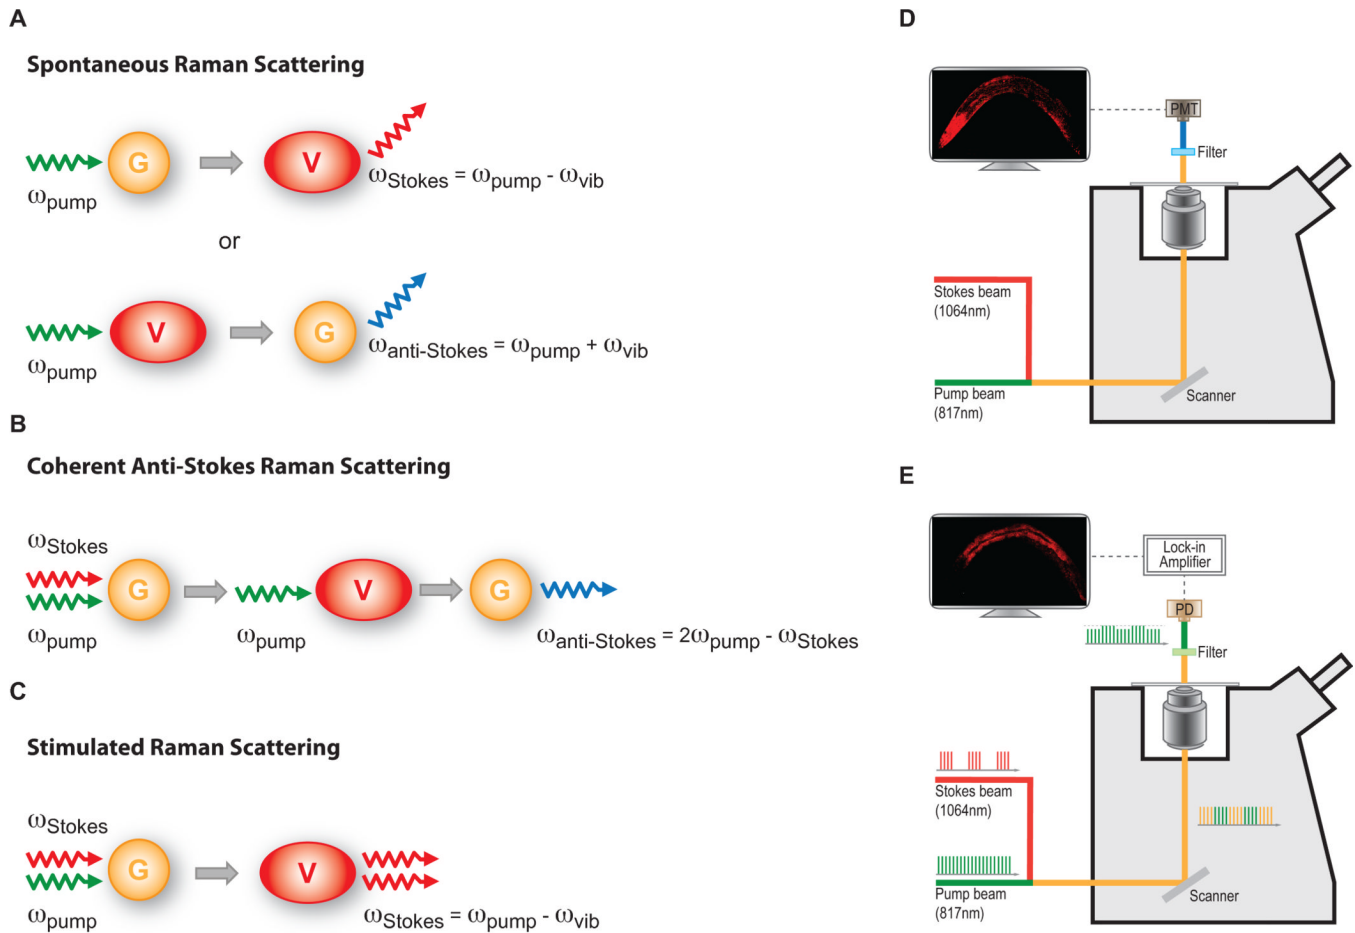 A
Spontaneous Raman Scattering
G
V
ωpump
ωStokes = ωpump - ωvib
or
V
G
ωpump
ωanti-Stokes = ωpump + ωvib
B
Coherent Anti-Stokes Raman Scattering
ωStokes
G
V
G
ωpump
ωpump
ωanti-Stokes = 2ωpump - ωStokes
C
Stimulated Raman Scattering
ωStokes
G
V
ωpump
ωStokes = ωpump - ωvib
D
PMT
Filter
Stokes beam
(1064nm)
Pump beam
(817nm)
Scanner
E
Lock-in
Amplifier
PD
Filter
Stokes beam
(1064nm)
Pump beam
(817nm)
Scanner